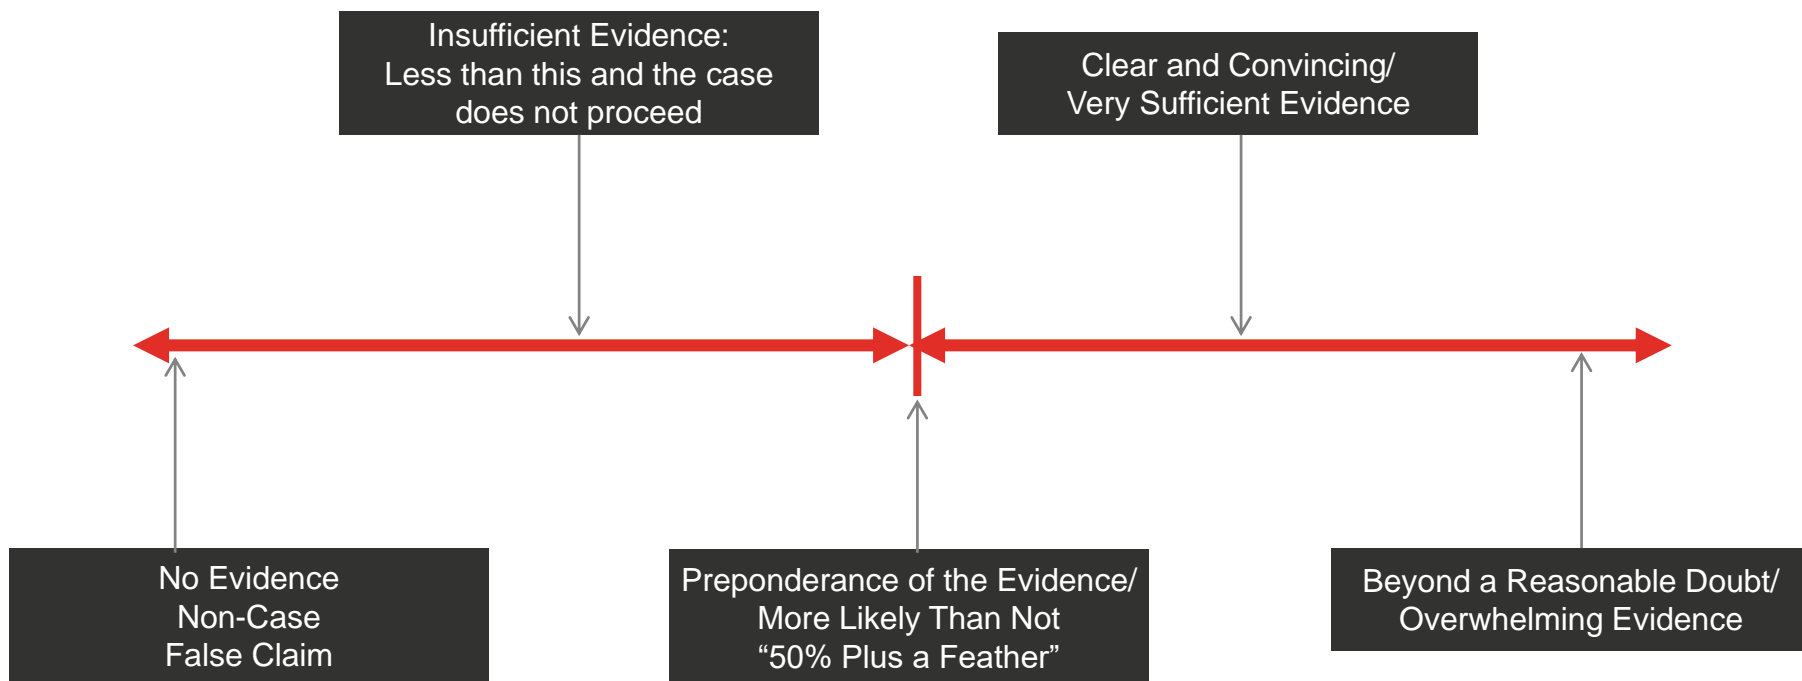 Insufficient Evidence:
Less than this and the case
does not proceed
Clear and Convincing/
Very Sufficient Evidence
No Evidence
Non-Case
False Claim
Preponderance of the Evidence/
More Likely Than Not
“50% Plus a Feather”
Beyond a Reasonable Doubt/
Overwhelming Evidence